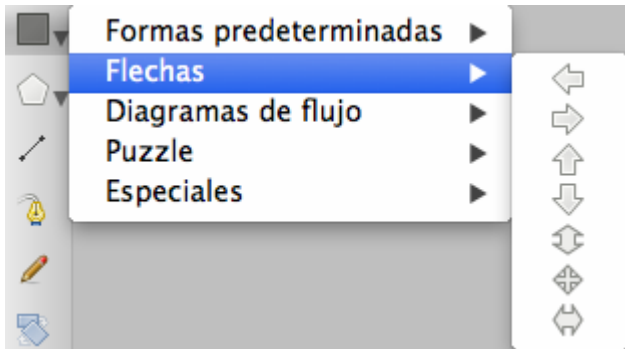 Formas predeterminadas
Flechas
Diagramas de flujo
Puzzle
Especiales